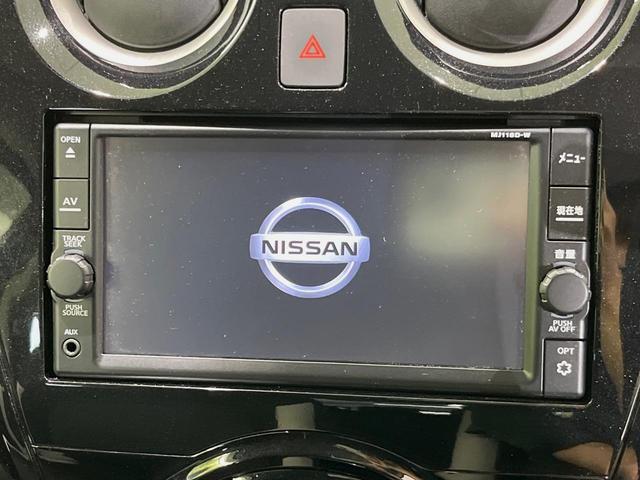 OPEN
MJ118D-W
メニュー
AV
現在地
TRACK
SEEK
音量
NISSAN
PUSH
SOURCE
PUSH
AV OFF
AUX
OPT